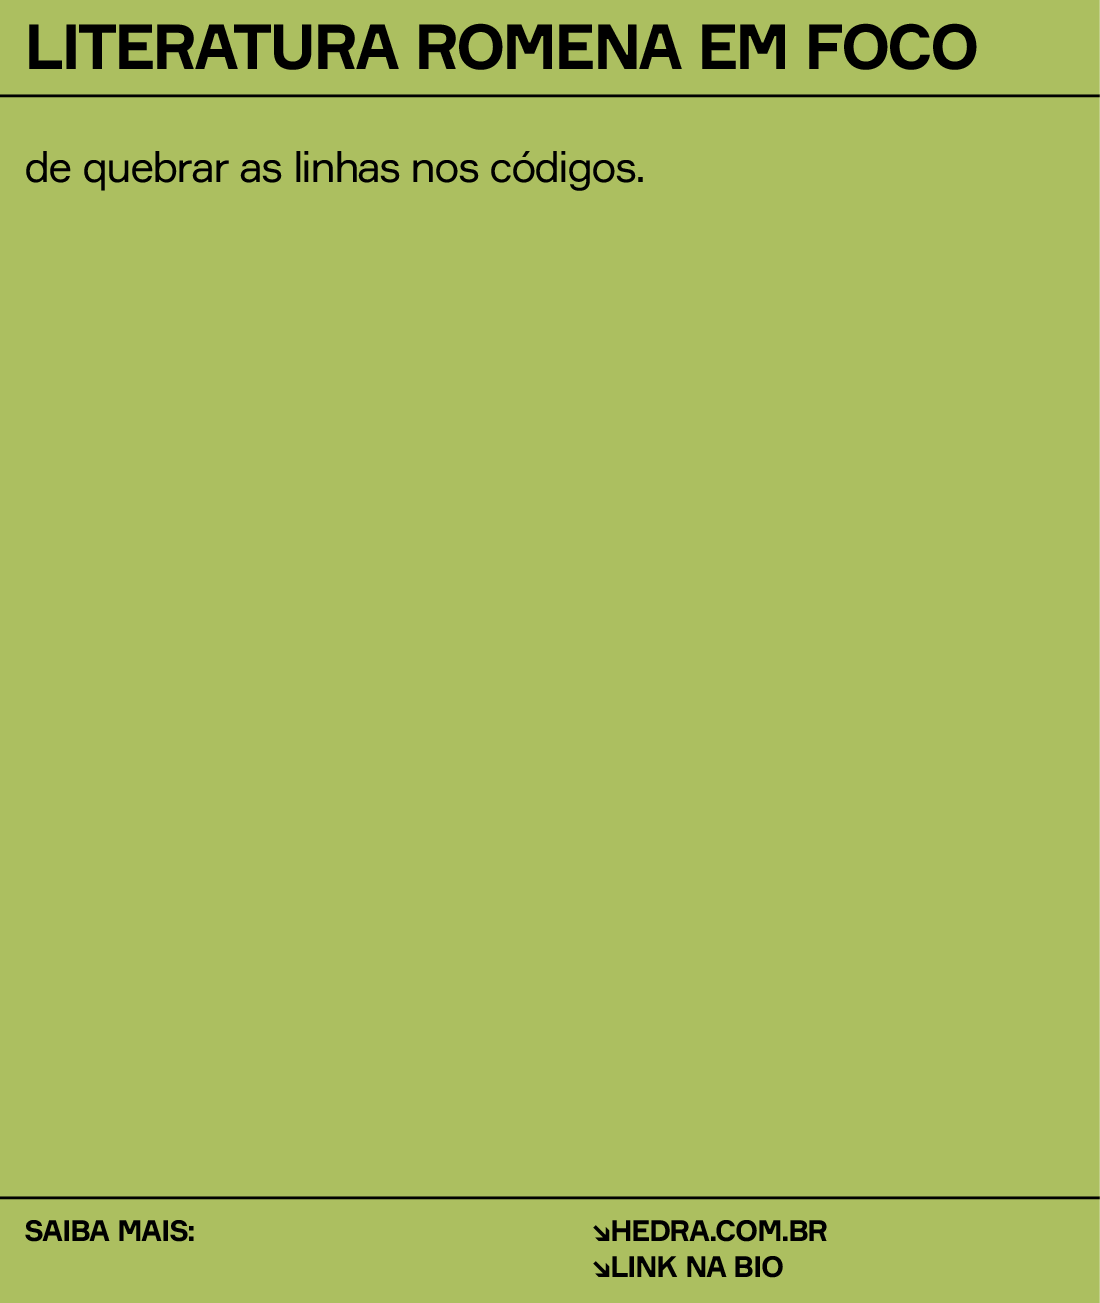 LITERATURA ROMENA EM FOCO
de quebrar as linhas nos códigos.
SAIBA MAIS:
↘HEDRA.COM.BR
↘LINK NA BIO